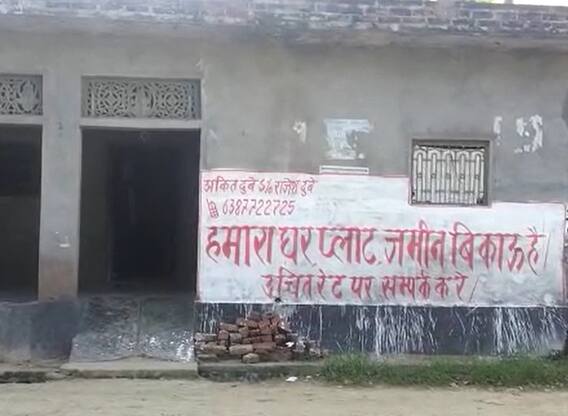 अंकित दुबे S/o राजेश दुबे
6387722725
हमारा घर, प्लाट, जमीन बिकाऊ है/
उचित रेट पर सम्पर्क करे/